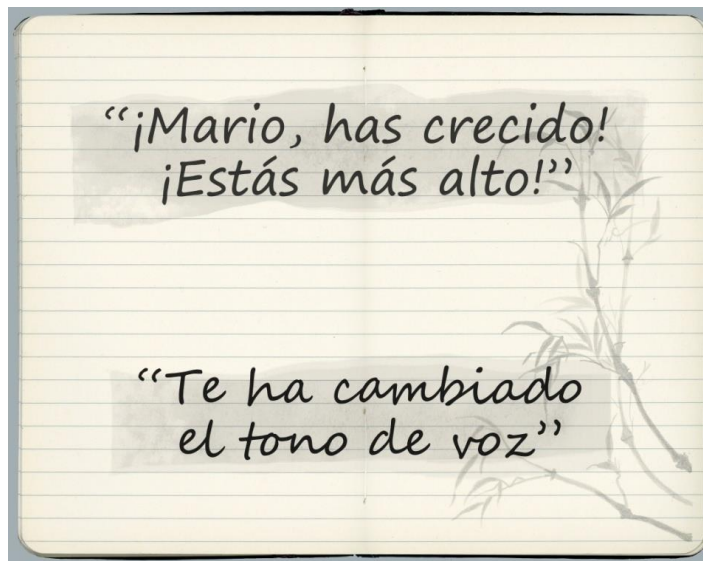 “¡Mario, has crecido!
¡Estás más alto!”
“Te ha cambiado
el tono de voz”